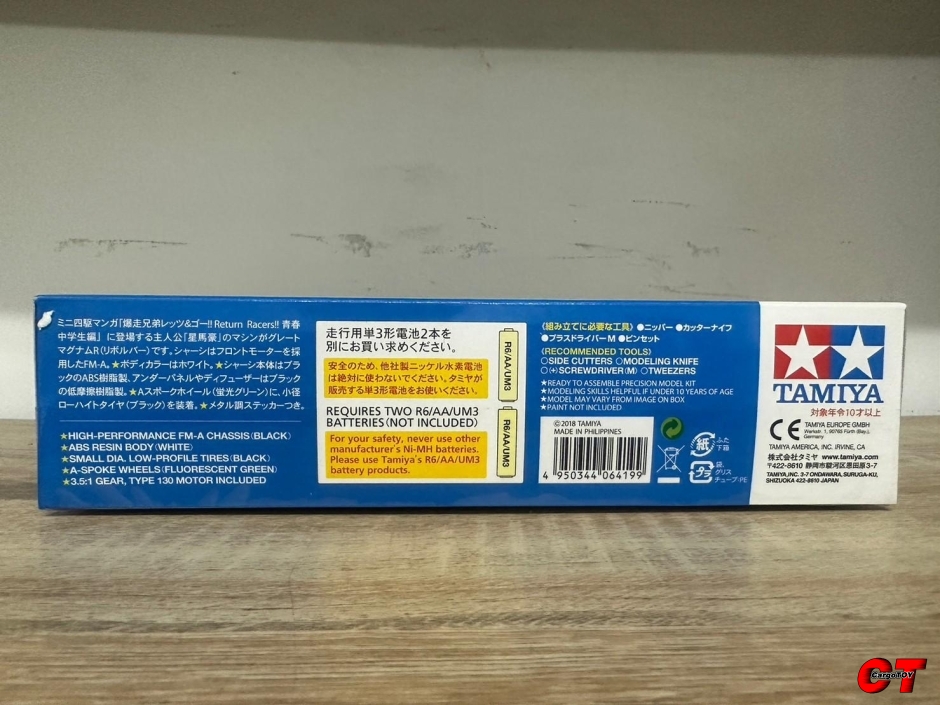 ミニ四駆マンガ「爆走兄弟レッツ&ゴー!! Return Racers!! 青春
中学生編」に登場する主人公「星馬豪」のマシンがグレート
マグナムR(リボルバー)です。シャーシはフロントモーターを採
用したFM-A。★ボディカラーはホワイト。★シャーシ本体はブラ
ックのABS樹脂製、アンダーパネルやディフューザーはブラック
の低摩擦樹脂製。★Aスポークホイール(蛍光グリーン)に、小径
ローハイトタイヤ(ブラック)を装着。★メタル調ステッカーつき。
★HIGH-PERFORMANCE FM-A CHASSIS (BLACK)
★ABS RESIN BODY (WHITE)
★SMALL DIA. LOW-PROFILE TIRES (BLACK)
★A-SPOKE WHEELS (FLUORESCENT GREEN)
★3.5:1 GEAR, TYPE 130 MOTOR INCLUDED
走行用単3形電池2本を
別にお買い求めください。
安全のため、他社製ニッケル水素電池
は絶対に使わないでください。タミヤが
販売する単3形電池をお使いください。
REQUIRES TWO R6/AA/UM3
BATTERIES (NOT INCLUDED)
For your safety, never use other
manufacturer's Ni-MH batteries.
Please use Tamiya's R6/AA/UM3
battery products.
R6/AA/UM3
R6/AA/UM3
《組み立てに必要な工具》 ●ニッパー ●カッターナイフ
●プラスドライバーM ●ピンセット
《RECOMMENDED TOOLS》
○SIDE CUTTERS ○MODELING KNIFE
○(+)SCREWDRIVER (M) ○TWEEZERS
★READY TO ASSEMBLE PRECISION MODEL KIT
★MODELING SKILLS HELPFUL IF UNDER 10 YEARS OF AGE
★MODEL MAY VARY FROM IMAGE ON BOX
★PAINT NOT INCLUDED
©2018 TAMIYA
MADE IN PHILIPPINES
4 950344 064199
紙
ふた
下箱
プラ
袋、
グリス
チューブ:PE
TAMIYA
対象年令10才以上
CE
TAMIYA EUROPE GMBH
Werkstr. 1, 90765 Fürth (Bay.),
Germany
TAMIYA AMERICA, INC. IRVINE, CA
株式会社タミヤ www.tamiya.com
〒422-8610 静岡市駿河区恩田原3-7
TAMIYA, INC. 3-7 ONDAWARA, SURUGA-KU,
SHIZUOKA 422-8610 JAPAN
CT
CargoTOY